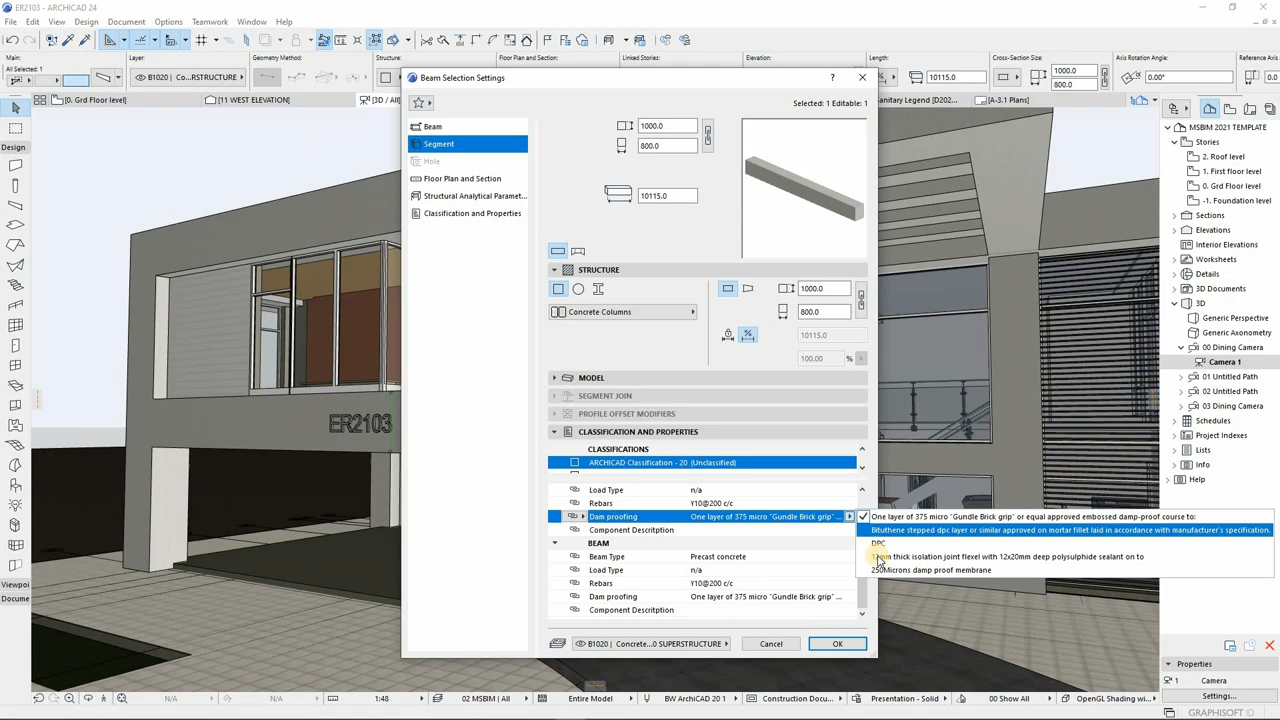 ER2103 - ARCHICAD 24
File Edit View Design Document Options Teamwork Window Help
Main:
All Selected: 1
Layer:
B1020 | Co...RSTRUCTURE
Geometry Method:
Structure:
Floor Plan and Section:
Linked Stories:
Elevation:
Length:
10115.0
Cross-Section Size:
1000.0
800.0
Axis Rotation Angle:
0.00°
Reference Axis
0.0
[0. Grd Floor level]
[11 WEST ELEVATION]
[3D / All]
Sanitary Legend [D202...
[A-3.1 Plans]
Design
Viewpoi
Docume
ER2103
Beam Selection Settings
?
Selected: 1 Editable: 1
Beam
Segment
Hole
Floor Plan and Section
Structural Analytical Paramet...
Classification and Properties
1000.0
800.0
10115.0
STRUCTURE
1000.0
Concrete Columns
800.0
10115.0
100.00 %
MODEL
SEGMENT JOIN
PROFILE OFFSET MODIFIERS
CLASSIFICATION AND PROPERTIES
CLASSIFICATIONS
ARCHICAD Classification - 20 (Unclassified)
Load Type n/a
Rebars Y10@200 c/c
Dam proofing One layer of 375 micro "Gundle Brick grip" ...
Component Descritption
BEAM
Beam Type Precast concrete
Load Type n/a
Rebars Y10@200 c/c
Dam proofing One layer of 375 micro "Gundle Brick grip" ...
Component Descritption
B1020 | Concrete...0 SUPERSTRUCTURE
Cancel
OK
One layer of 375 micro "Gundle Brick grip" or equal approved embossed damp-proof course to:
Bituthene stepped dpc layer or similar approved on mortar fillet laid in accordance with manufacturer's specification.
DPC
thick isolation joint flexel with 12x20mm deep polysulphide sealant on to
250Microns damp proof membrane
MSBIM 2021 TEMPLATE
Stories
2. Roof level
1. First floor level
0. Grd Floor level
-1. Foundation level
Sections
Elevations
Interior Elevations
Worksheets
Details
3D Documents
3D
Generic Perspective
Generic Axonometry
00 Dining Camera
Camera 1
01 Untitled Path
02 Untitled Path
03 Dining Camera
Schedules
Project Indexes
Lists
Info
Help
Properties
1 Camera
Settings...
N/A
N/A
1:48
02 MSBIM | All
Entire Model
BW ArchiCAD 20 1
Construction Docu...
Presentation - Solid
00 Show All
OpenGL Shading wi...
GRAPHISOFT ID